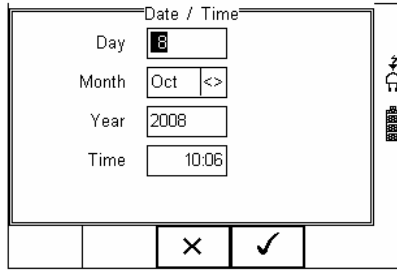 Date / Time
Day 8
Month Oct <>
Year 2008
Time 10:06